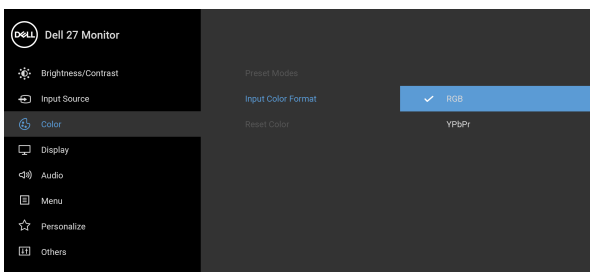 DELL Dell 27 Monitor
Brightness/Contrast
Preset Modes
Input Source
Input Color Format
RGB
Color
Reset Color
YPbPr
Display
Audio
Menu
Personalize
Others